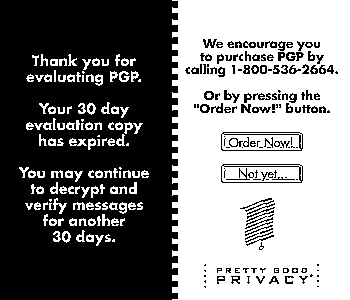 Thank you for
evaluating PGP.
Your 30 day
evaluation copy
has expired.
You may continue
to decrypt and
verify messages
for another
30 days.
We encourage you
to purchase PGP by
calling 1-800-536-2664.
Or by pressing the
"Order Now!" button.
Order Now!
Not yet...
PRETTY GOOD
PRIVACY